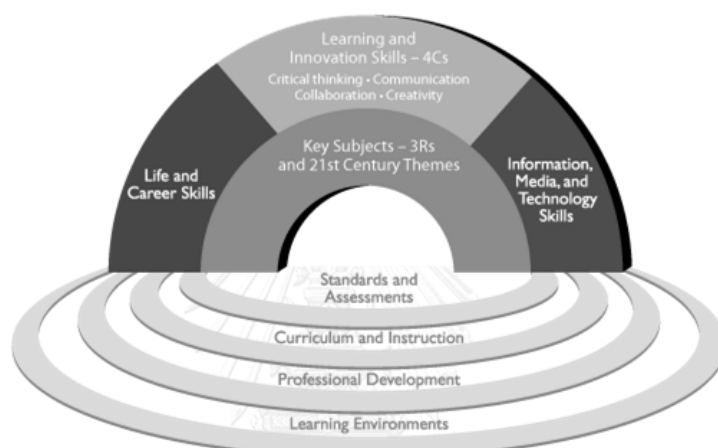 Learning and
Innovation Skills – 4Cs
Critical thinking • Communication
Collaboration • Creativity
Key Subjects – 3Rs
and 21st Century Themes
Life and
Career Skills
Information,
Media, and
Technology
Skills
Standards and
Assessments
Curriculum and Instruction
Professional Development
Learning Environments